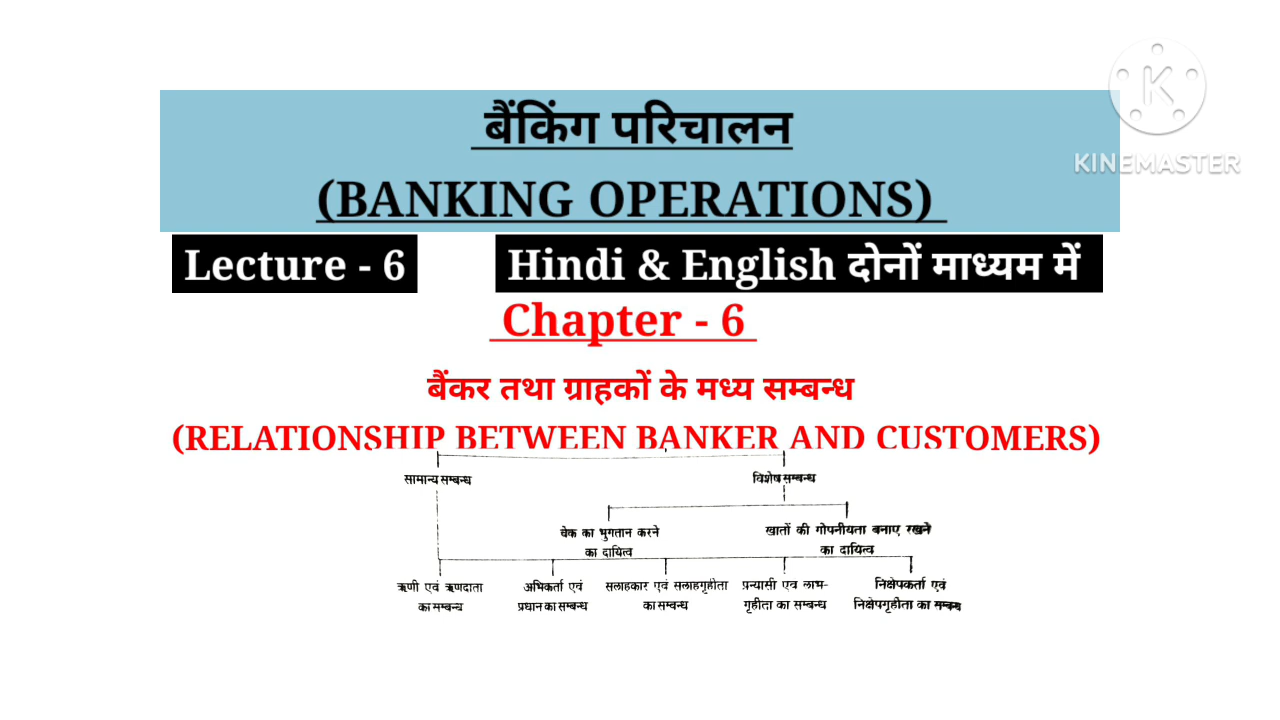 बैंकिंग परिचालन
KINEMASTER
(BANKING OPERATIONS)
Lecture - 6 Hindi & English दोनों माध्यम में
Chapter - 6
बैंकर तथा ग्राहकों के मध्य सम्बन्ध
(RELATIONSHIP BETWEEN BANKER AND CUSTOMERS)
सामान्य सम्बन्ध विशेष सम्बन्ध
चेक का भुगतान करने खातों की गोपनीयता बनाए रखने
का दायित्व का दायित्व
ऋणी एवं ऋणदाता अभिकर्ता एवं सलाहकार एवं सलाहगृहीता प्रन्यासी एवं लाभ- निक्षेपकर्ता एवं
का सम्बन्ध प्रधान का सम्बन्ध का सम्बन्ध गृहीता का सम्बन्ध निक्षेपगृहीता का सम्बन्ध